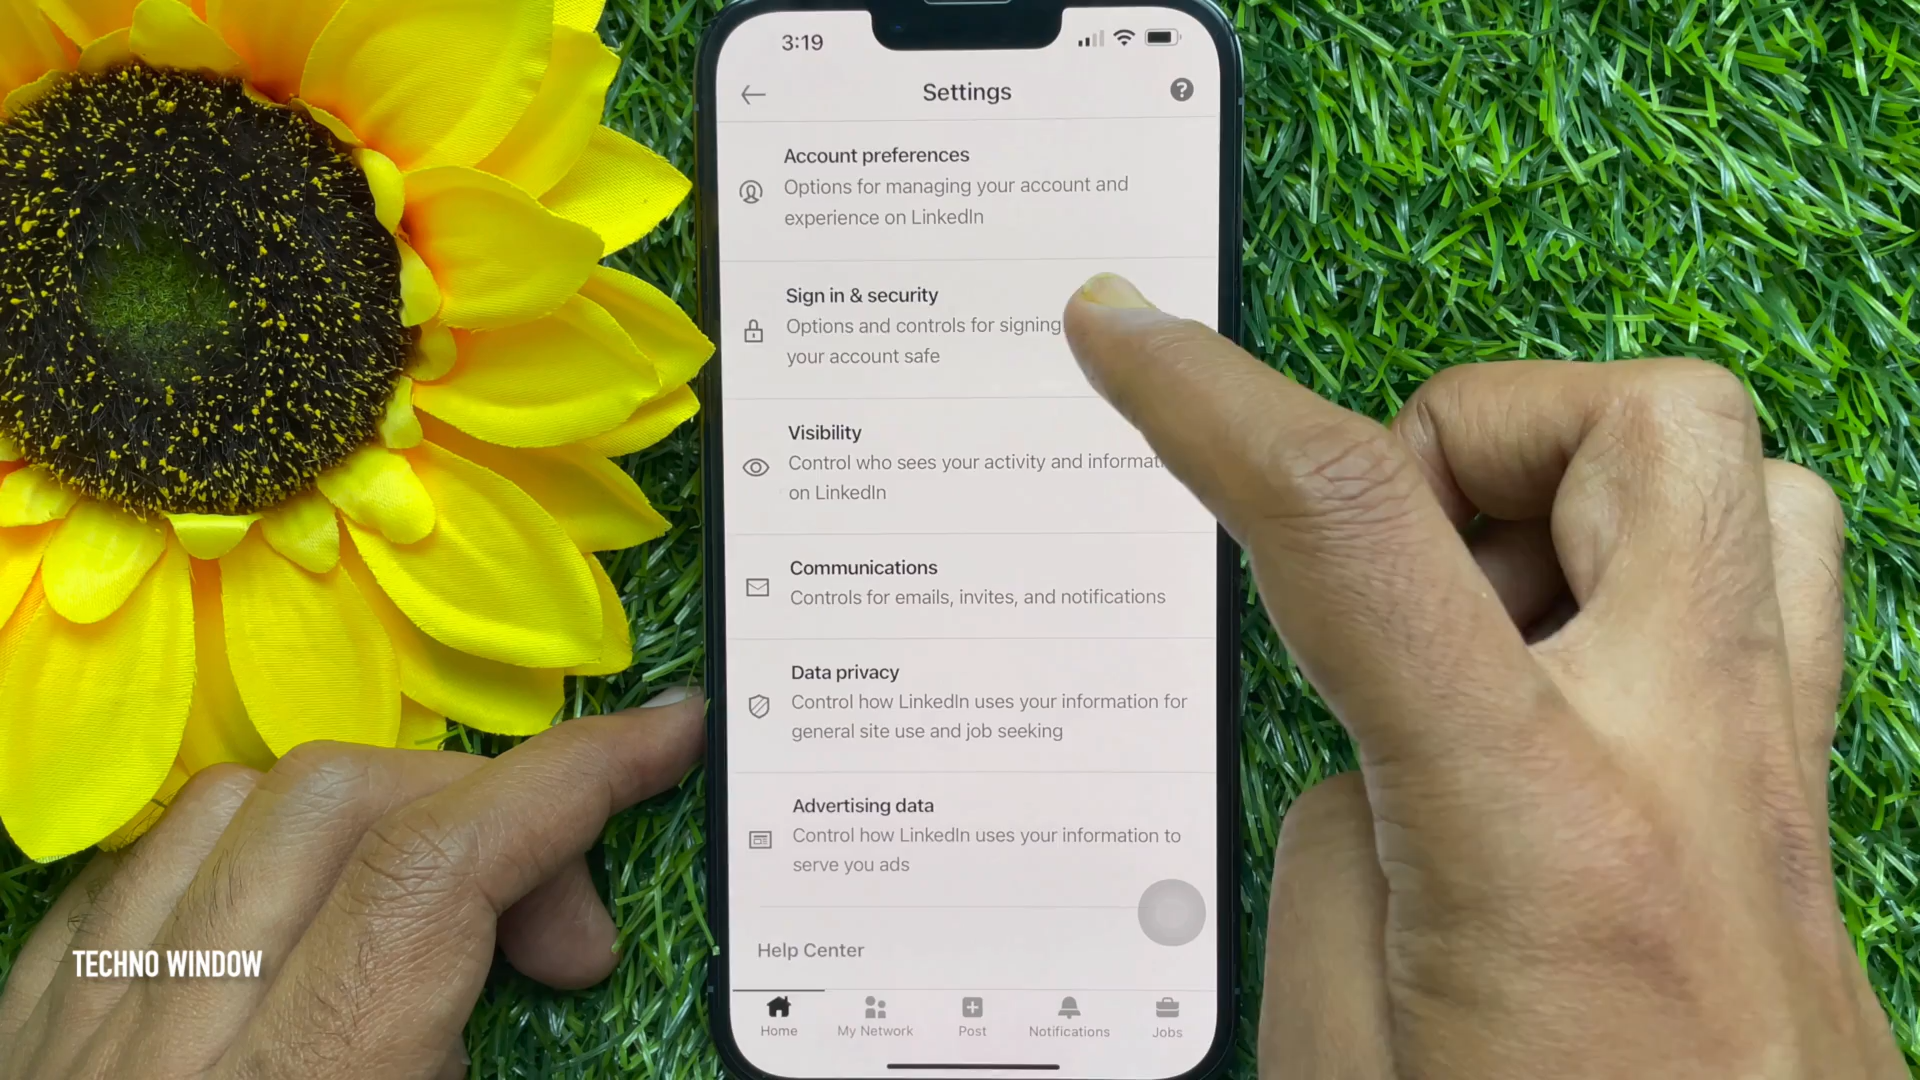 3:19
Settings
?
Account preferences
Options for managing your account and
experience on LinkedIn
Sign in & security
Options and controls for signing
your account safe
Visibility
Control who sees your activity and
on LinkedIn
Communications
Controls for emails, invites, and notifications
Data privacy
Control how LinkedIn uses your information for
general site use and job seeking
Advertising data
Control how LinkedIn uses your information to
serve you ads
Help Center
Home
My Network
Post
Notifications
Jobs
TECHNO WINDOW